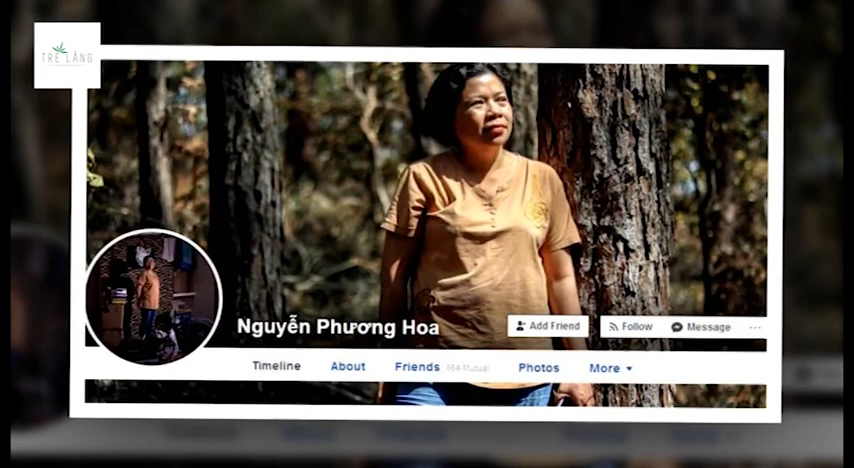 TRE LÀNG
Nguyễn Phương Hoa
Add Friend
Follow
Message
Timeline
About
Friends 164 Mutual
Photos
More